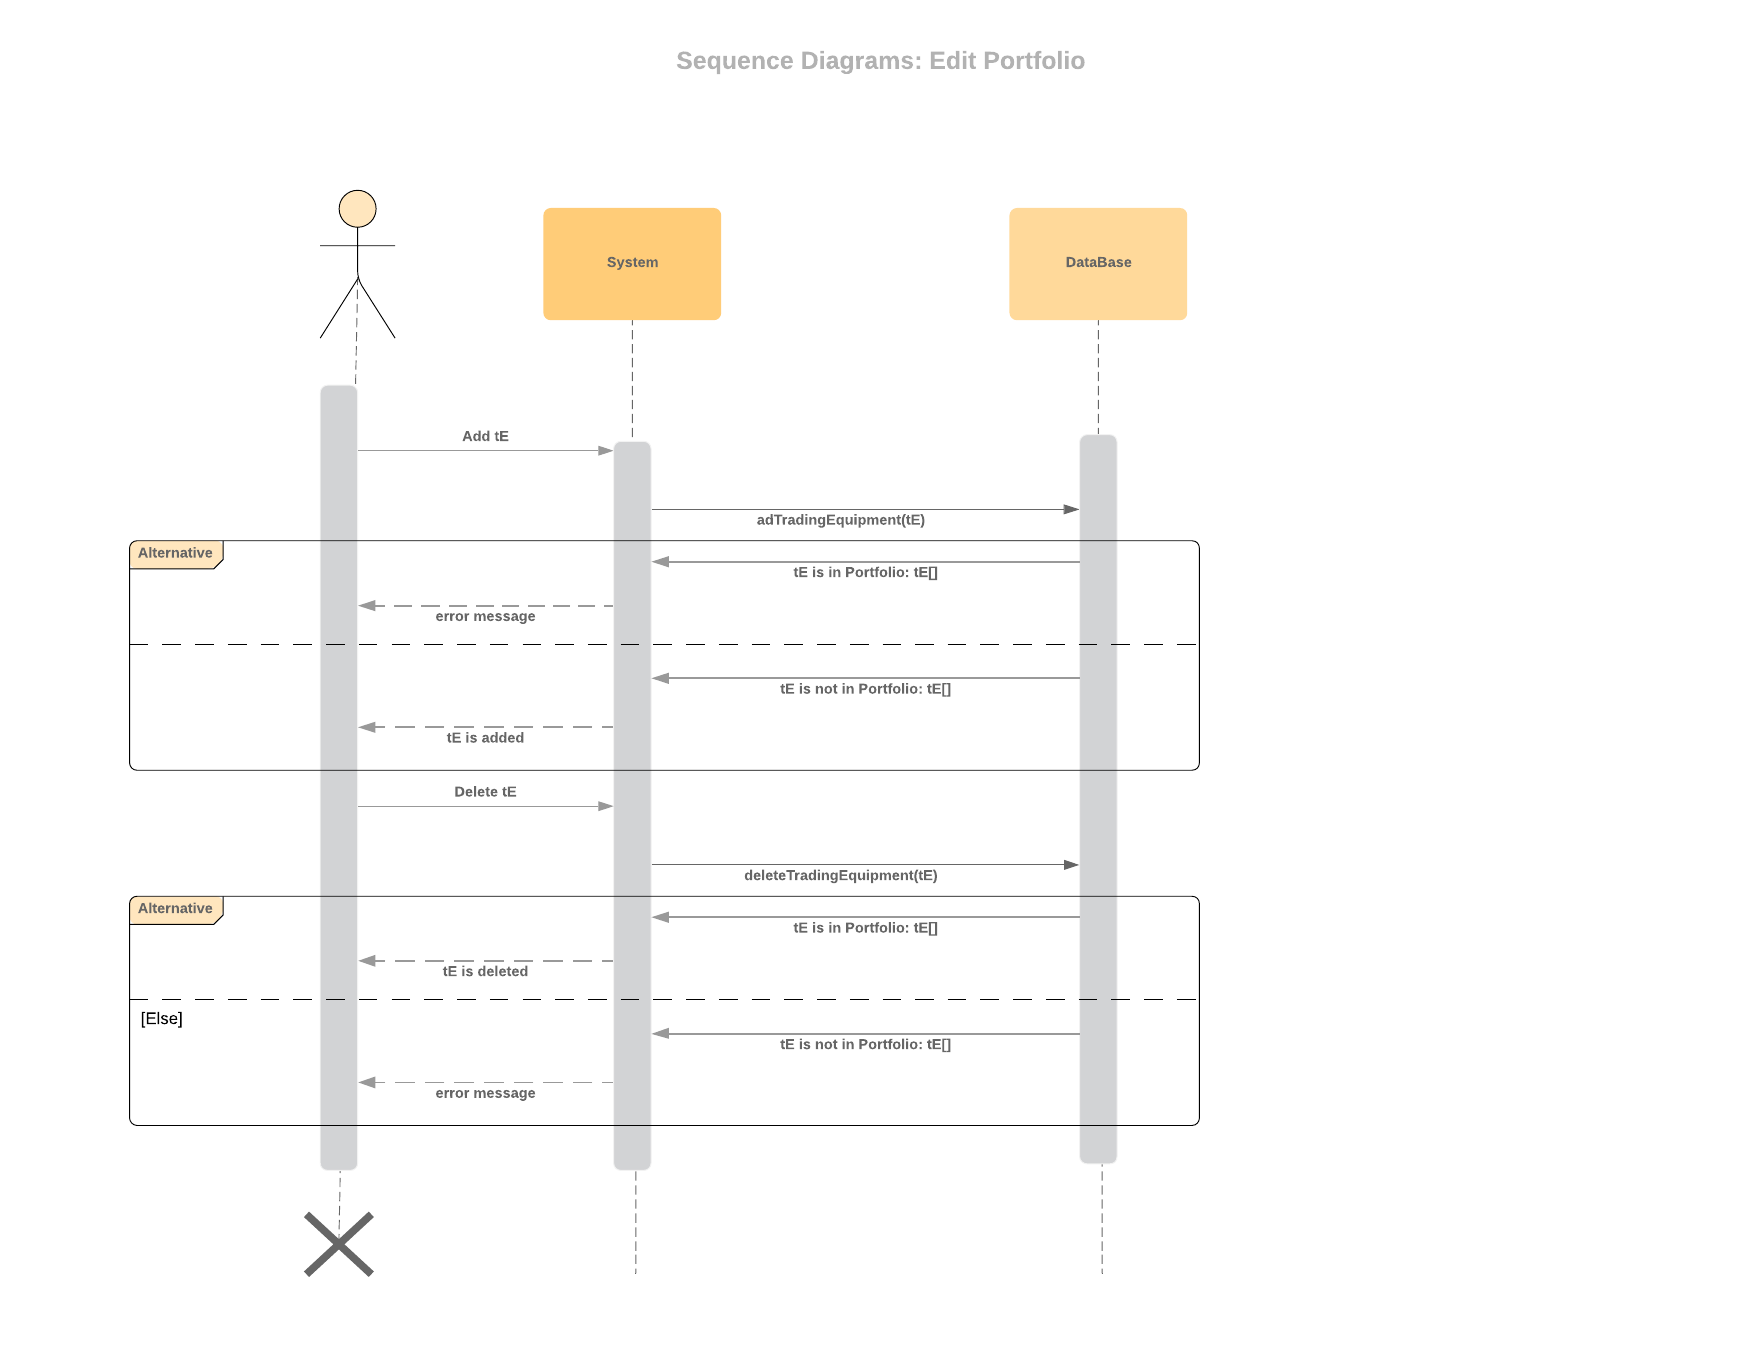 Sequence Diagrams: Edit Portfolio
System
DataBase
Add tE
adTradingEquipment(tE)
Alternative
tE is in Portfolio: tE[]
error message
tE is not in Portfolio: tE[]
tE is added
Delete tE
deleteTradingEquipment(tE)
Alternative
tE is in Portfolio: tE[]
tE is deleted
[Else]
tE is not in Portfolio: tE[]
error message